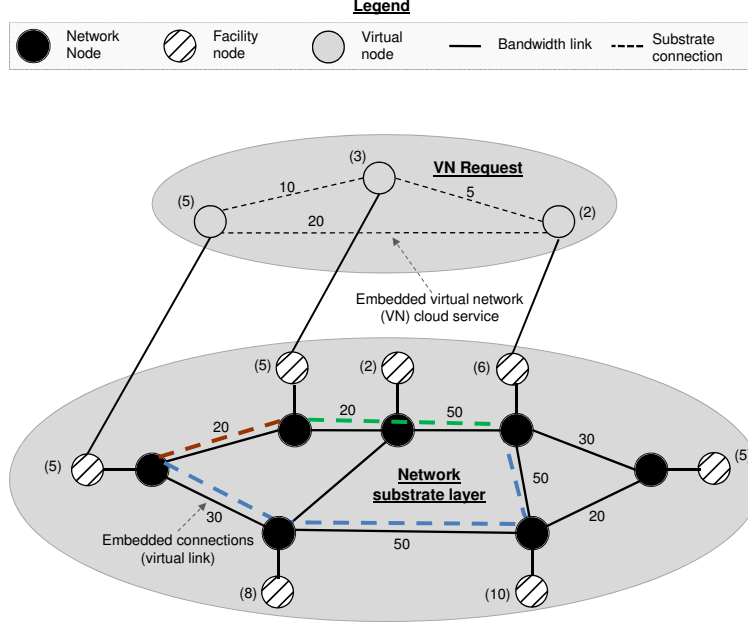 Legend
Network
Node
Facility
node
Virtual
node
Bandwidth link
Substrate
connection
(3)
VN Request
(5)
10
5
(2)
20
Embedded virtual network
(VN) cloud service
(5)
(2)
(6)
20
20
50
30
(5)
(5
Network
substrate layer
50
30
20
Embedded connections
(virtual link)
50
(8)
(10)